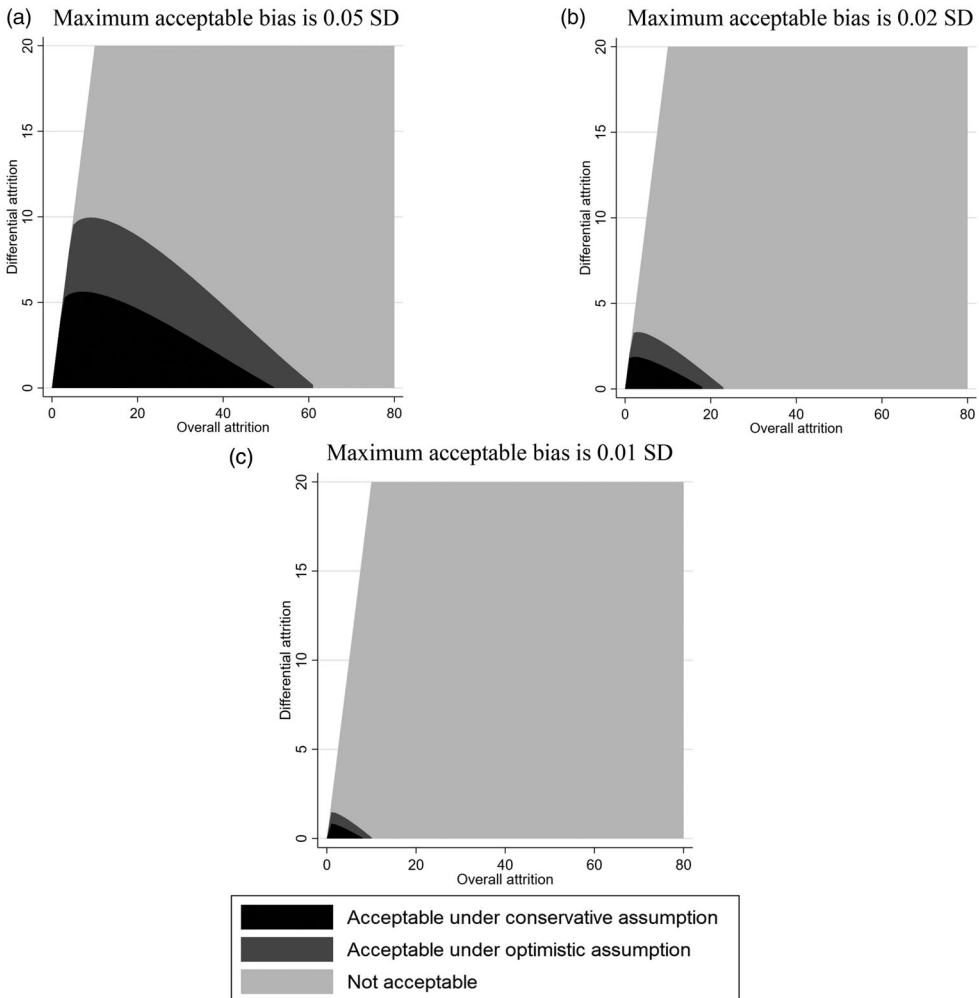 (a) Maximum acceptable bias is 0.05 SD
20
15
10
5
0
Differential attrition
0 20 40 60 80
Overall attrition
(b) Maximum acceptable bias is 0.02 SD
20
15
10
5
0
Differential attrition
0 20 40 60 80
Overall attrition
(c) Maximum acceptable bias is 0.01 SD
20
15
10
5
0
Differential attrition
0 20 40 60 80
Overall attrition
Acceptable under conservative assumption
Acceptable under optimistic assumption
Not acceptable